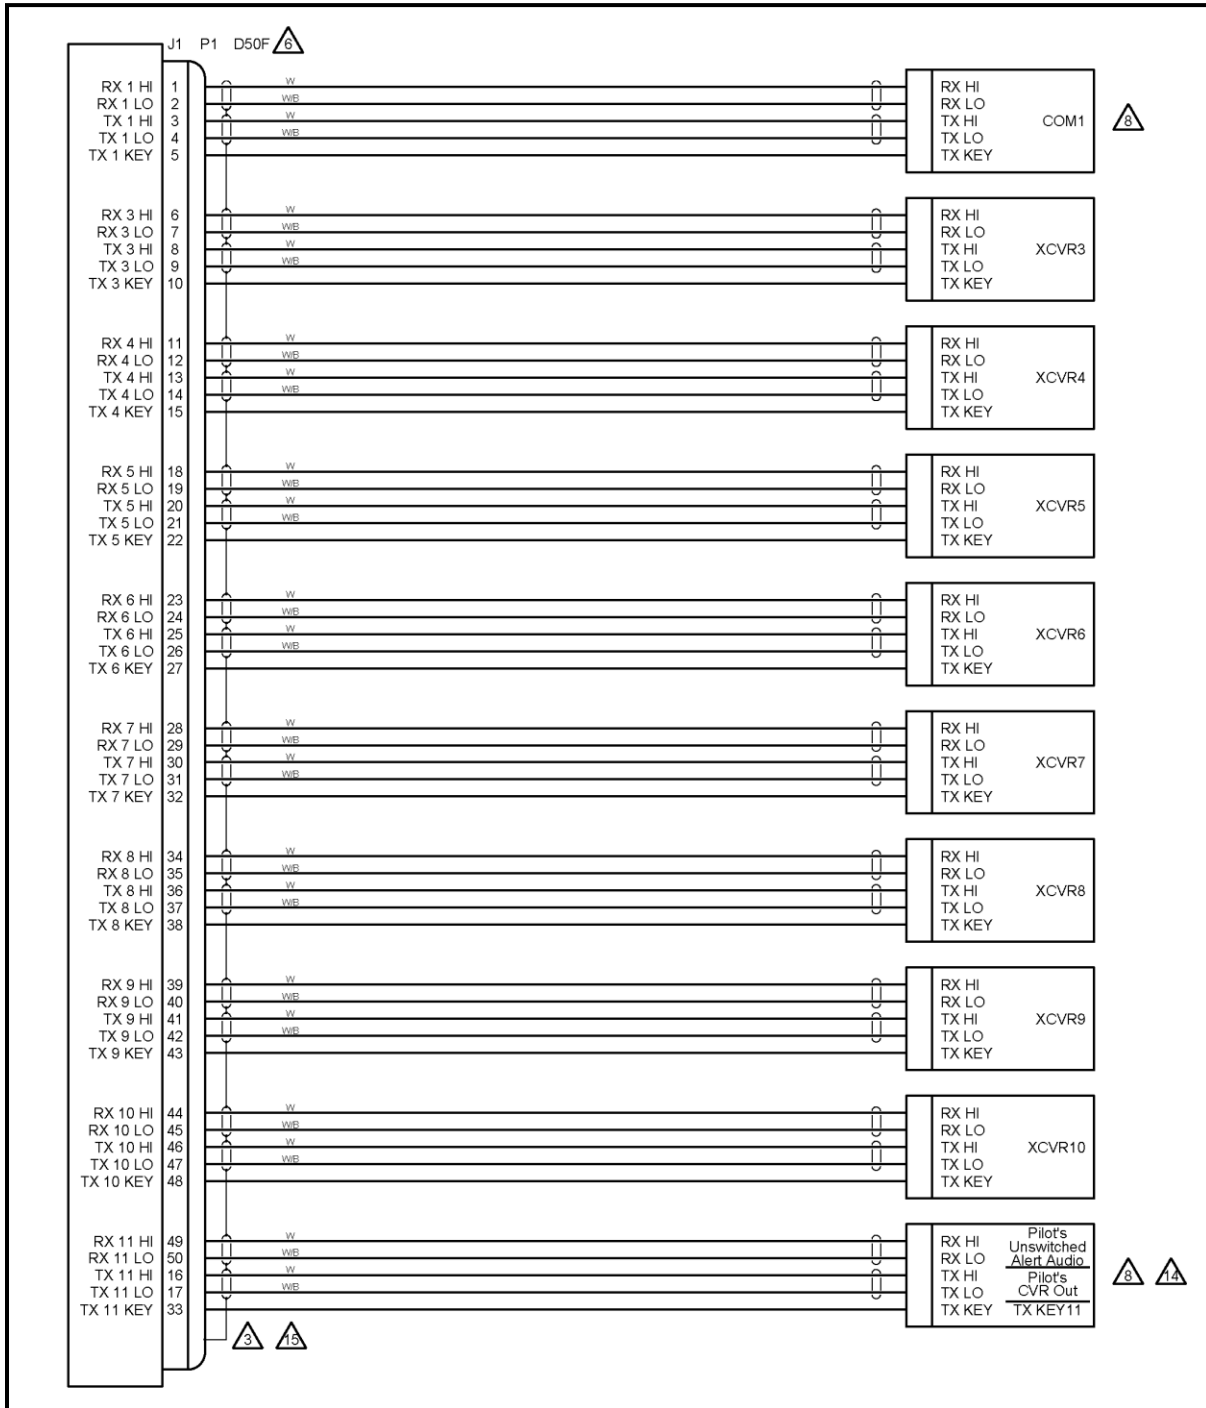 J1 P1 D50F 6
RX 1 HI 1 W RX HI
RX 1 LO 2 W/B RX LO
TX 1 HI 3 W TX HI COM1 8
TX 1 LO 4 W/B TX LO
TX 1 KEY 5 TX KEY
RX 3 HI 6 W RX HI
RX 3 LO 7 W/B RX LO
TX 3 HI 8 W TX HI XCVR3
TX 3 LO 9 W/B TX LO
TX 3 KEY 10 TX KEY
RX 4 HI 11 W RX HI
RX 4 LO 12 W/B RX LO
TX 4 HI 13 W TX HI XCVR4
TX 4 LO 14 W/B TX LO
TX 4 KEY 15 TX KEY
RX 5 HI 18 W RX HI
RX 5 LO 19 W/B RX LO
TX 5 HI 20 W TX HI XCVR5
TX 5 LO 21 W/B TX LO
TX 5 KEY 22 TX KEY
RX 6 HI 23 W RX HI
RX 6 LO 24 W/B RX LO
TX 6 HI 25 W TX HI XCVR6
TX 6 LO 26 W/B TX LO
TX 6 KEY 27 TX KEY
RX 7 HI 28 W RX HI
RX 7 LO 29 W/B RX LO
TX 7 HI 30 W TX HI XCVR7
TX 7 LO 31 W/B TX LO
TX 7 KEY 32 TX KEY
RX 8 HI 34 W RX HI
RX 8 LO 35 W/B RX LO
TX 8 HI 36 W TX HI XCVR8
TX 8 LO 37 W/B TX LO
TX 8 KEY 38 TX KEY
RX 9 HI 39 W RX HI
RX 9 LO 40 W/B RX LO
TX 9 HI 41 W TX HI XCVR9
TX 9 LO 42 W/B TX LO
TX 9 KEY 43 TX KEY
RX 10 HI 44 W RX HI
RX 10 LO 45 W/B RX LO
TX 10 HI 46 W TX HI XCVR10
TX 10 LO 47 W/B TX LO
TX 10 KEY 48 TX KEY
RX 11 HI 49 W RX HI Pilot's
Unswitched
RX 11 LO 50 W/B RX LO Alert Audio
TX 11 HI 16 W TX HI Pilot's 8 14
TX 11 LO 17 W/B TX LO CVR Out
TX 11 KEY 33 TX KEY TX KEY11
3 15